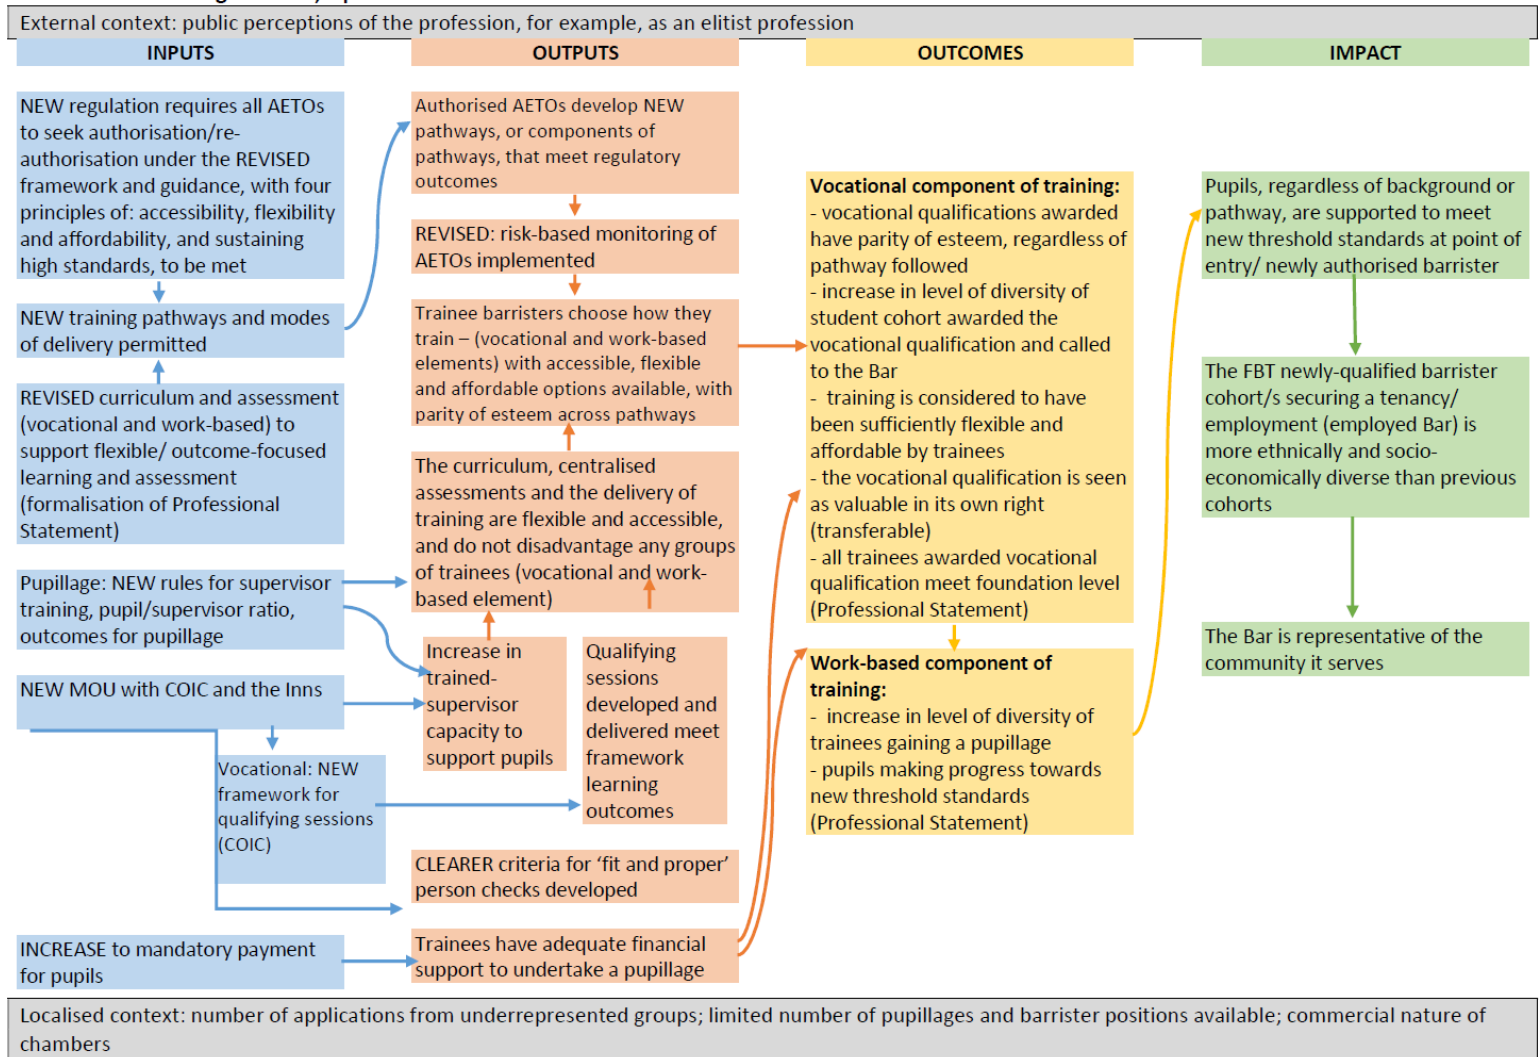 External context: public perceptions of the profession, for example, as an elitist profession
INPUTS
NEW regulation requires all AETOs
to seek authorisation/re-
authorisation under the REVISED
framework and guidance, with four
principles of: accessibility, flexibility
and affordability, and sustaining
high standards, to be met
NEW training pathways and modes
of delivery permitted
REVISED curriculum and assessment
(vocational and work-based) to
support flexible/ outcome-focused
learning and assessment
(formalisation of Professional
Statement)
Pupillage: NEW rules for supervisor
training, pupil/supervisor ratio,
outcomes for pupillage
NEW MOU with COIC and the Inns
Vocational: NEW
framework for
qualifying sessions
(COIC)
INCREASE to mandatory payment
for pupils
OUTPUTS
Authorised AETOs develop NEW
pathways, or components of
pathways, that meet regulatory
outcomes
REVISED: risk-based monitoring of
AETOs implemented
Trainee barristers choose how they
train – (vocational and work-based
elements) with accessible, flexible
and affordable options available, with
parity of esteem across pathways
The curriculum, centralised
assessments and the delivery of
training are flexible and accessible,
and do not disadvantage any groups
of trainees (vocational and work-
based element)
Increase in
trained-
supervisor
capacity to
support pupils
Qualifying
sessions
developed and
delivered meet
framework
learning
outcomes
CLEARER criteria for ‘fit and proper’
person checks developed
Trainees have adequate financial
support to undertake a pupillage
OUTCOMES
Vocational component of training:
- vocational qualifications awarded
have parity of esteem, regardless of
pathway followed
- increase in level of diversity of
student cohort awarded the
vocational qualification and called
to the Bar
- training is considered to have
been sufficiently flexible and
affordable by trainees
- the vocational qualification is seen
as valuable in its own right
(transferable)
- all trainees awarded vocational
qualification meet foundation level
(Professional Statement)
Work-based component of
training:
- increase in level of diversity of
trainees gaining a pupillage
- pupils making progress towards
new threshold standards
(Professional Statement)
IMPACT
Pupils, regardless of background or
pathway, are supported to meet
new threshold standards at point of
entry/ newly authorised barrister
The FBT newly-qualified barrister
cohort/s securing a tenancy/
employment (employed Bar) is
more ethnically and socio-
economically diverse than previous
cohorts
The Bar is representative of the
community it serves
Localised context: number of applications from underrepresented groups; limited number of pupillages and barrister positions available; commercial nature of
chambers